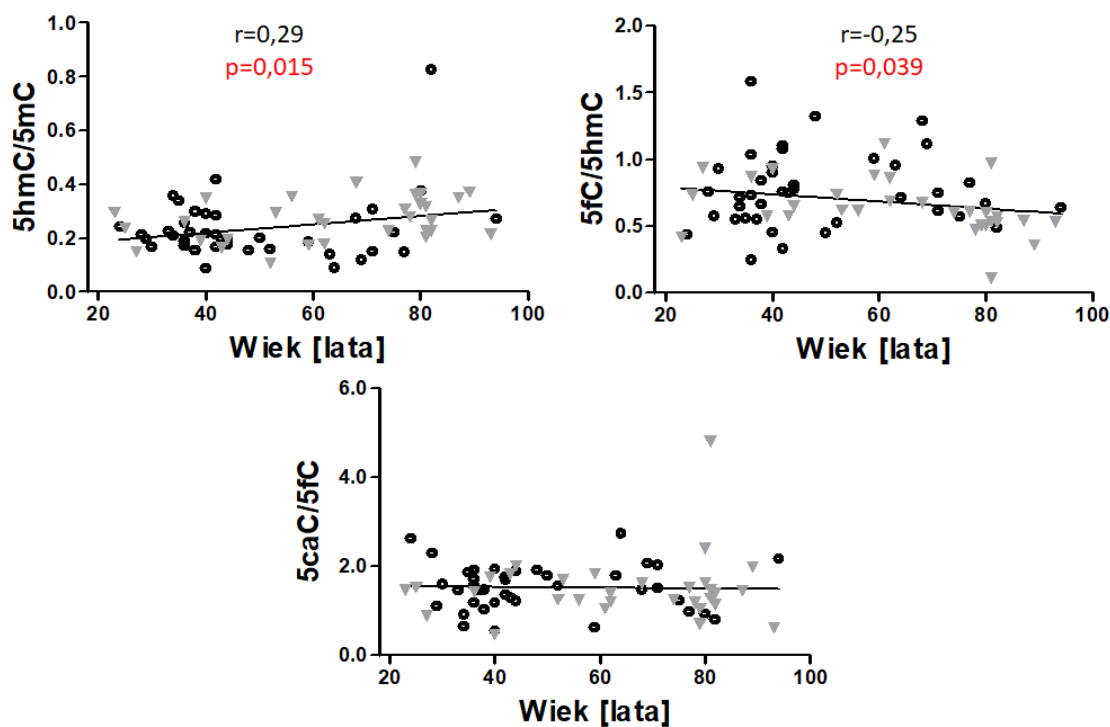 r=0,29
p=0,015
5hmC/5mC
1.0
0.8
0.6
0.4
0.2
0.0
20 40 60 80 100
Wiek [lata]
r=-0,25
p=0,039
5fC/5hmC
2.0
1.5
1.0
0.5
0.0
20 40 60 80 100
Wiek [lata]
5caC/5fC
6.0
4.0
2.0
0.0
20 40 60 80 100
Wiek [lata]